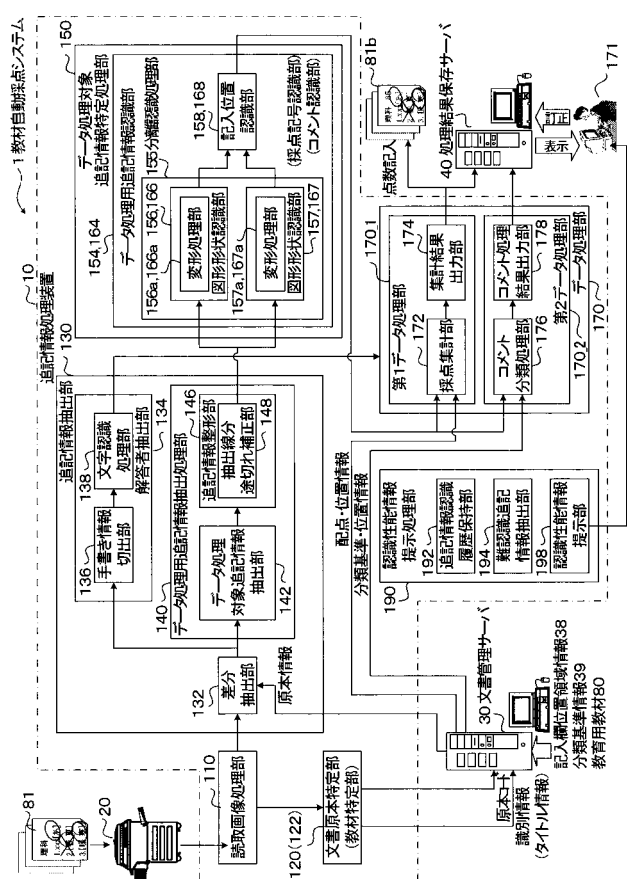 1 教材自動採点システム
10
追記情報処理装置
81
理科
20
110
読取画像処理部
120(122)
文書原本特定部
(教材特定部)
130
追記情報抽出部
132
差分
抽出部
原本情報
134
解答者抽出部
136
手書き情報
切出部
138
文字認識
処理部
140
データ処理用追記情報抽出処理部
142
データ処理
対象追記情報
抽出部
146
追記情報整形部
抽出線分
途切れ補正部
148
150
データ処理対象
追記情報特定処理部
154,164
データ処理用追記情報認識部
155分離認識処理部
156,166
156a,166a
変形処理部
図形形状認識部
157a,167a
変形処理部
図形形状認識部
157,167
158,168
記入位置
認識部
(採点記号認識部)
(コメント認識部)
配点・位置情報
分類基準・位置情報
170_1
第1データ処理部
172
採点集計部
174
集計結果
出力部
176
コメント
分類処理部
178
コメント処理
結果出力部
第2データ処理部
170_2
データ処理部
170
点数記入
81b
理科
40 処理結果保存サーバ
訂正
表示
171
190
認識性能情報
提示処理部
192
追記情報認識
履歴保持部
194
難認識追記
情報抽出部
198
認識性能情報
提示部
30 文書管理サーバ
原本コード
識別情報
(タイトル情報)
記入欄位置領域情報38
分類基準情報39
教育用教材80